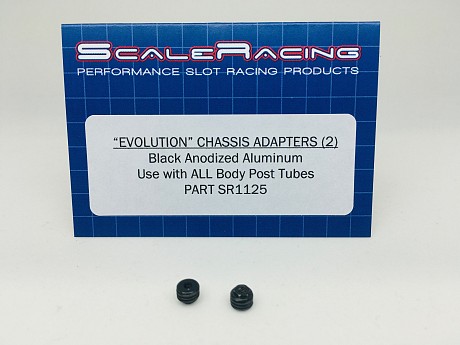 ScaleRacing
PERFORMANCE SLOT RACING PRODUCTS
“EVOLUTION” CHASSIS ADAPTERS (2)
Black Anodized Aluminum
Use with ALL Body Post Tubes
PART SR1125